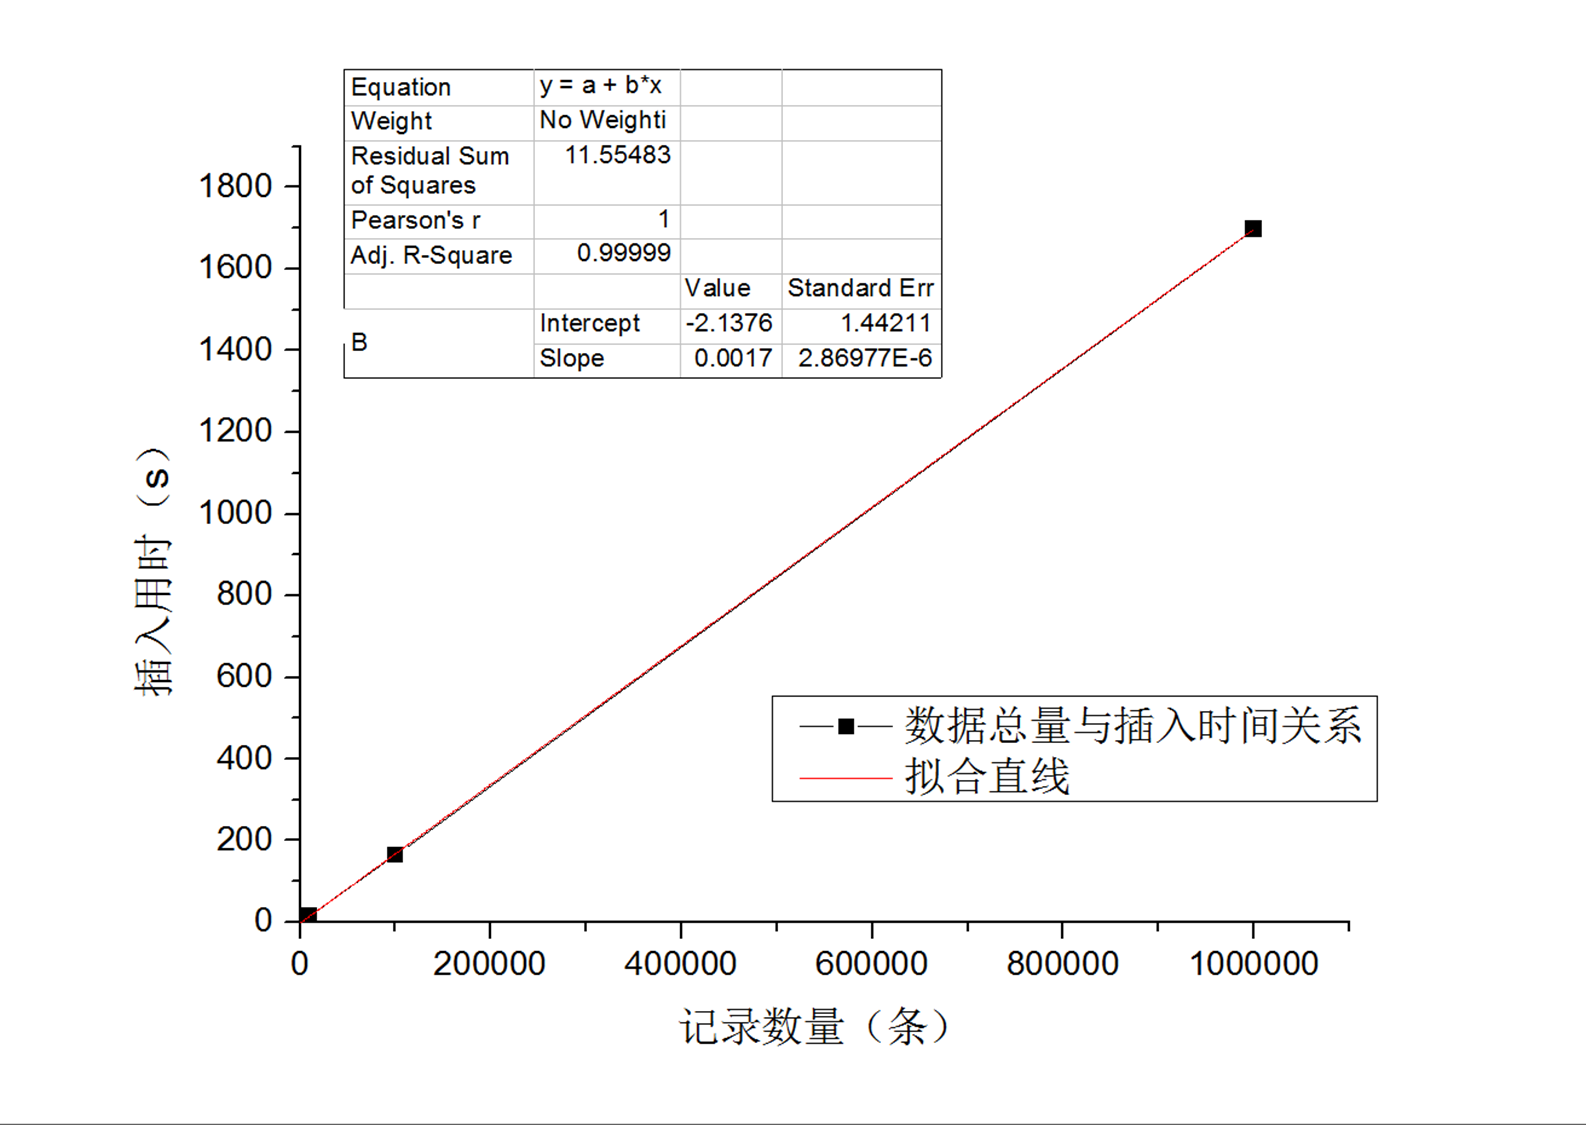 Equation y = a + b*x
Weight No Weighti
Residual Sum of Squares 11.55483
Pearson's r 1
Adj. R-Square 0.99999
Value Standard Err
B Intercept -2.1376 1.44211
Slope 0.0017 2.86977E-6
1800
1600
1400
1200
1000
800
600
400
200
0
插入用时（s）
数据总量与插入时间关系
拟合直线
0 200000 400000 600000 800000 1000000
记录数量（条）